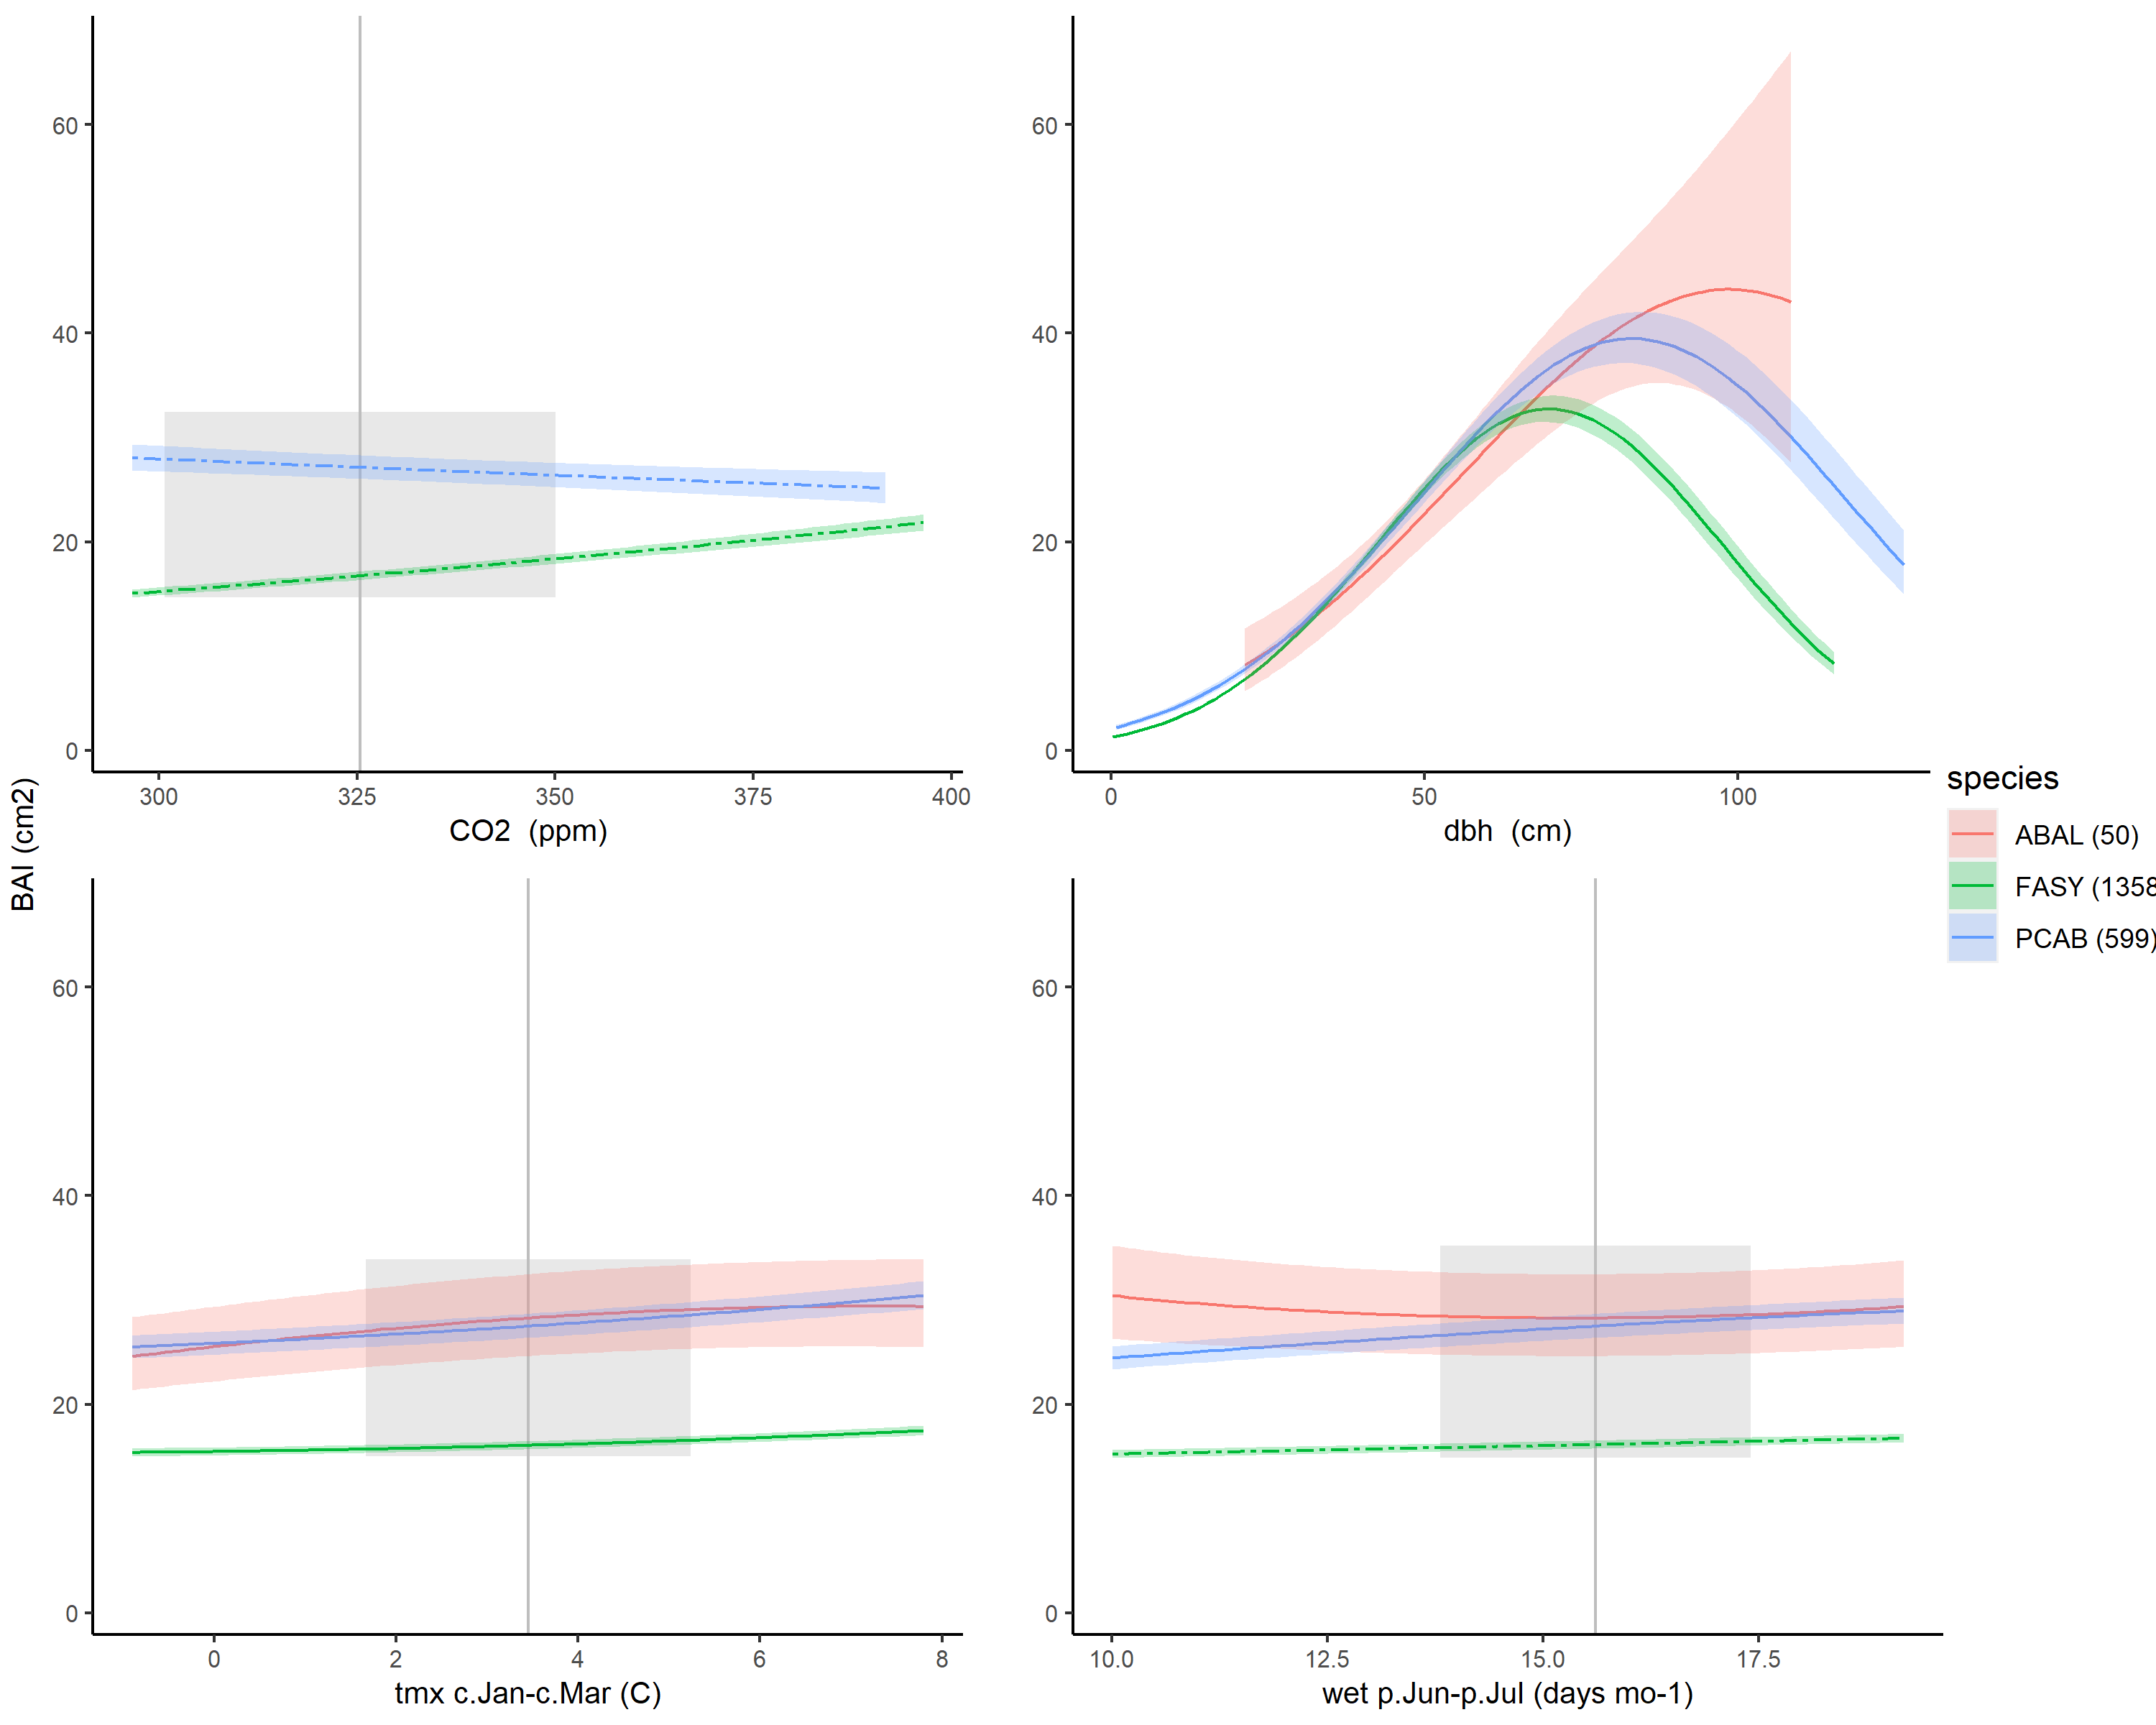 60
40
20
0
300 325 350 375 400
CO2 (ppm)
60
40
20
0
0 50 100
dbh (cm)
BAI (cm2)
60
40
20
0
0 2 4 6 8
tmx c.Jan-c.Mar (C)
60
40
20
0
10.0 12.5 15.0 17.5
wet p.Jun-p.Jul (days mo-1)
species
ABAL (50)
FASY (1358
PCAB (599)